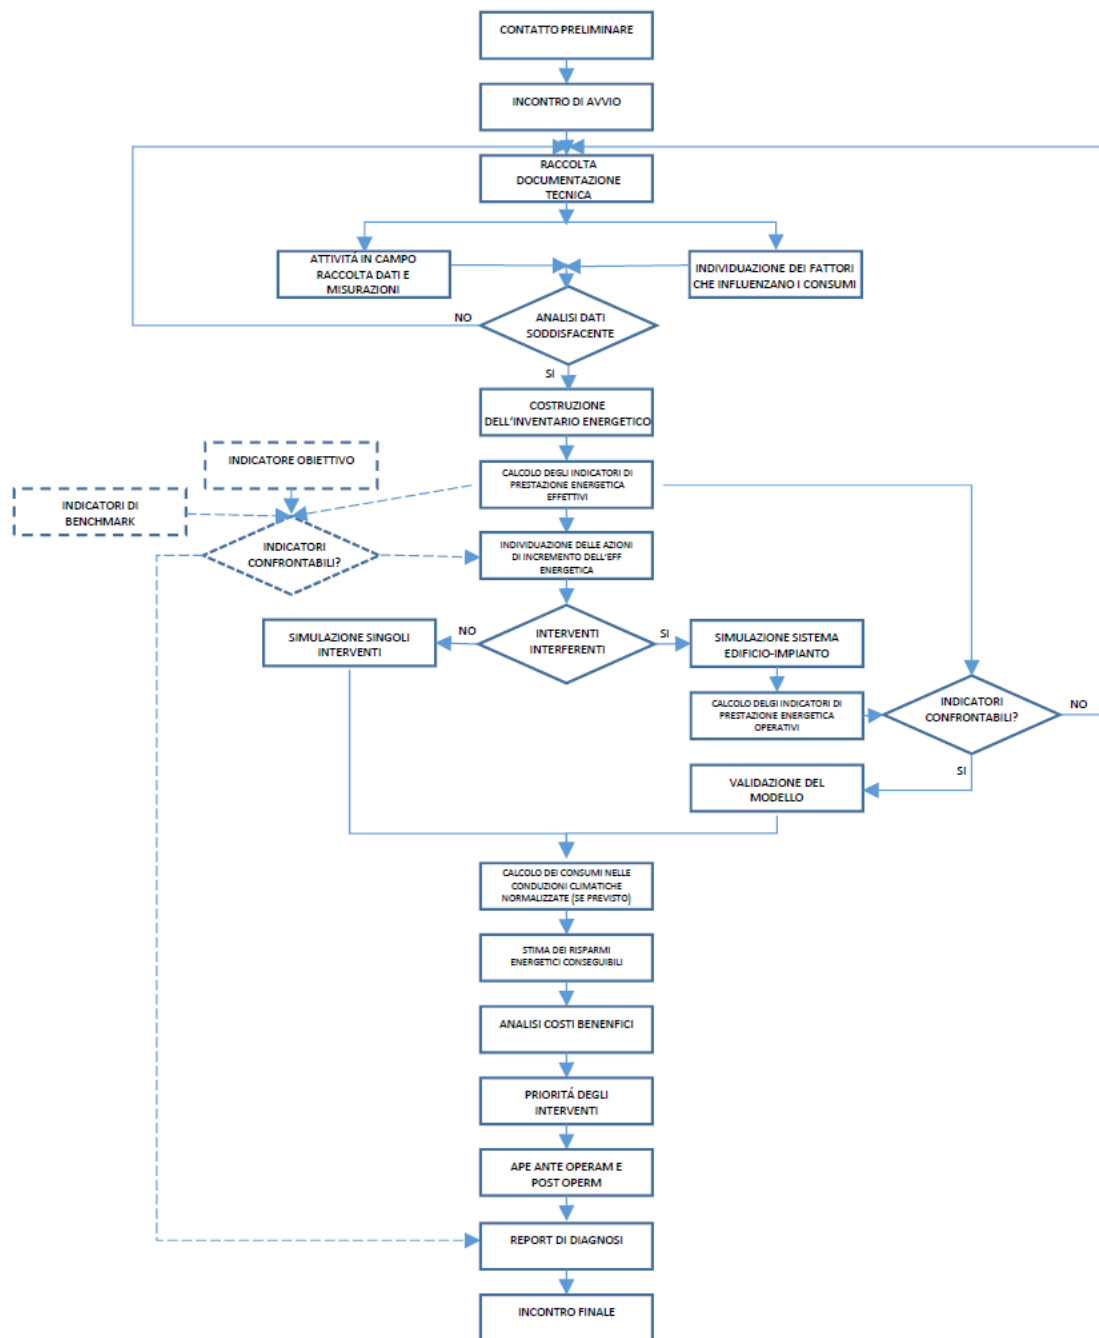 CONTATTO PRELIMINARE
INCONTRO DI AVVIO
RACCOLTA
DOCUMENTAZIONE
TECNICA
ATTIVITÁ IN CAMPO
RACCOLTA DATI E
MISURAZIONI
INDIVIDUAZIONE DEI FATTORI
CHE INFLUENZANO I CONSUMI
NO
ANALISI DATI
SODDISFACENTE
SI
COSTRUZIONE
DELL'INVENTARIO ENERGETICO
INDICATORE OBIETTIVO
CALCOLO DEGLI INDICATORI DI
PRESTAZIONE ENERGETICA
EFFETTIVI
INDICATORI DI
BENCHMARK
INDICATORI
CONFRONTABILI?
INDIVIDUAZIONE DELLE AZIONI
DI INCREMENTO DELL'EFF
ENERGETICA
SIMULAZIONE SINGOLI
INTERVENTI
NO
INTERVENTI
INTERFERENTI
SI
SIMULAZIONE SISTEMA
EDIFICIO-IMPIANTO
CALCOLO DELGI INDICATORI DI
PRESTAZIONE ENERGETICA
OPERATIVI
INDICATORI
CONFRONTABILI?
NO
SI
VALIDAZIONE DEL
MODELLO
CALCOLO DEI CONSUMI NELLE
CONDUZIONI CLIMATICHE
NORMALIZZATE (SE PREVISTO)
STIMA DEI RISPARMI
ENERGETICI CONSEGUIBILI
ANALISI COSTI BENENFICI
PRIORITÁ DEGLI
INTERVENTI
APE ANTE OPERAM E
POST OPERM
REPORT DI DIAGNOSI
INCONTRO FINALE